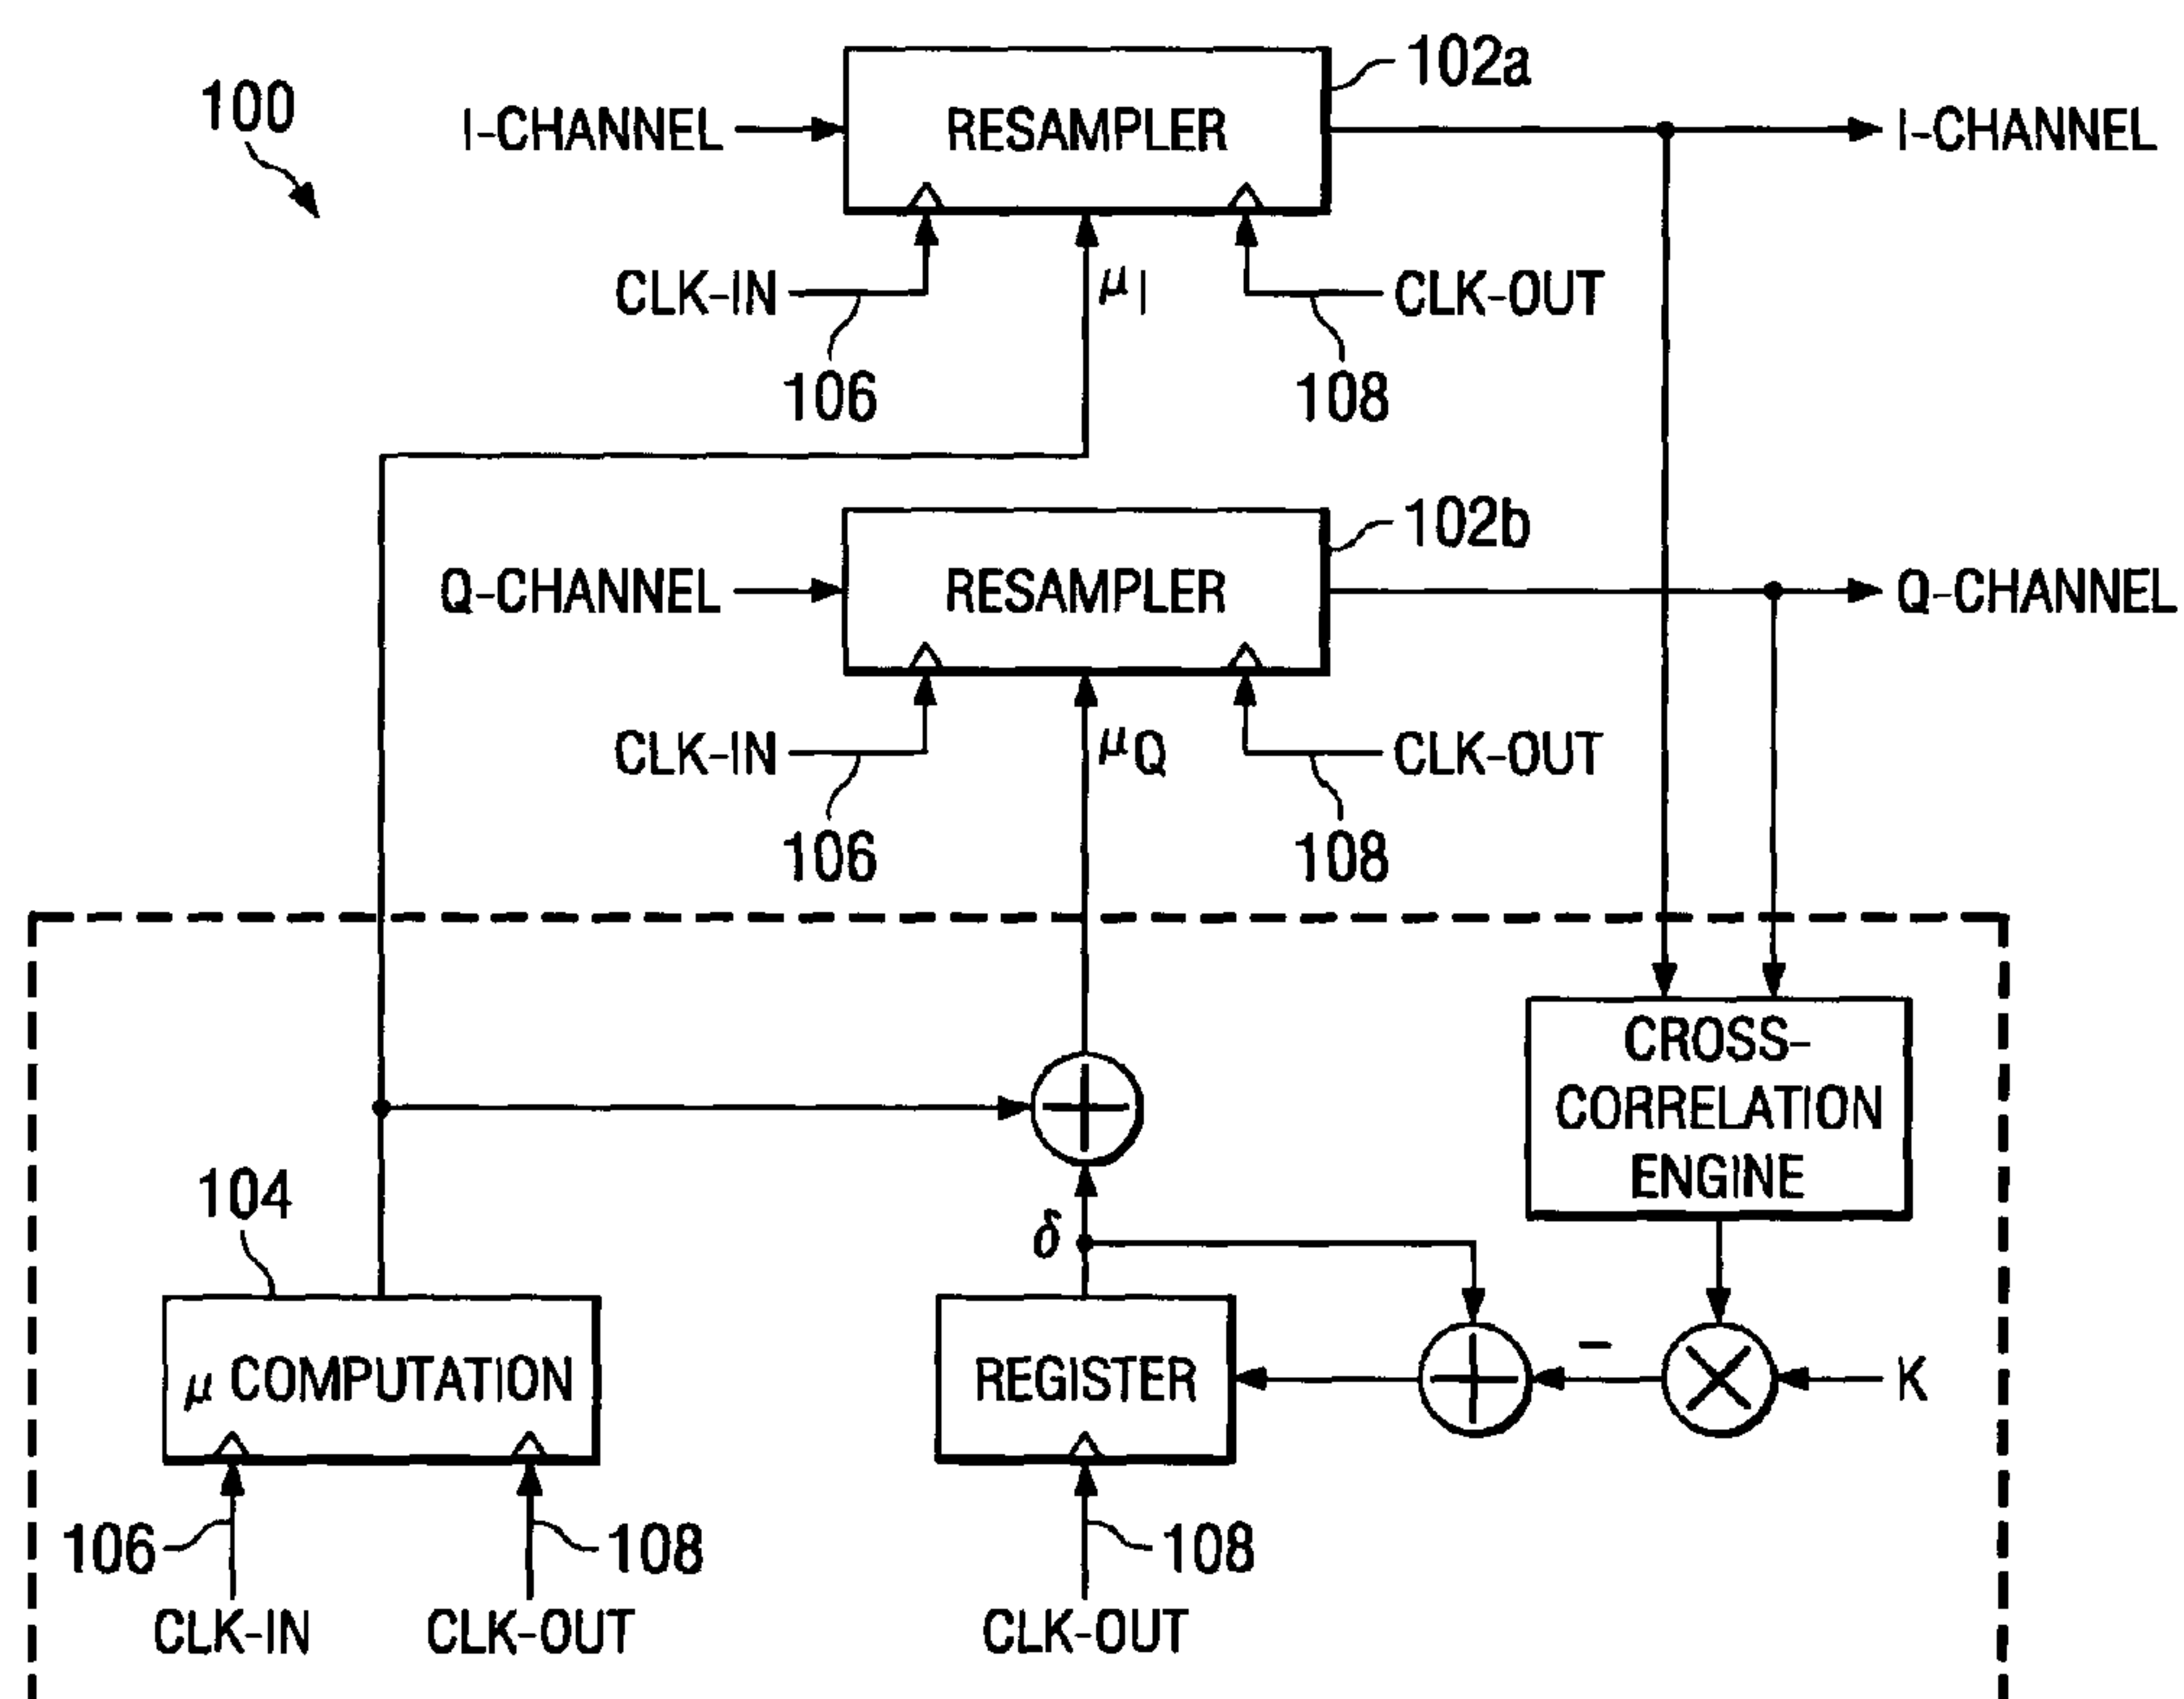 100
102a
I-CHANNEL
RESAMPLER
I-CHANNEL
CLK-IN
μI
CLK-OUT
106
108
102b
Q-CHANNEL
RESAMPLER
Q-CHANNEL
CLK-IN
μQ
CLK-OUT
106
108
CROSS-
CORRELATION
ENGINE
104
δ
μ COMPUTATION
REGISTER
+
+
×
–
K
106
108
108
CLK-IN
CLK-OUT
CLK-OUT